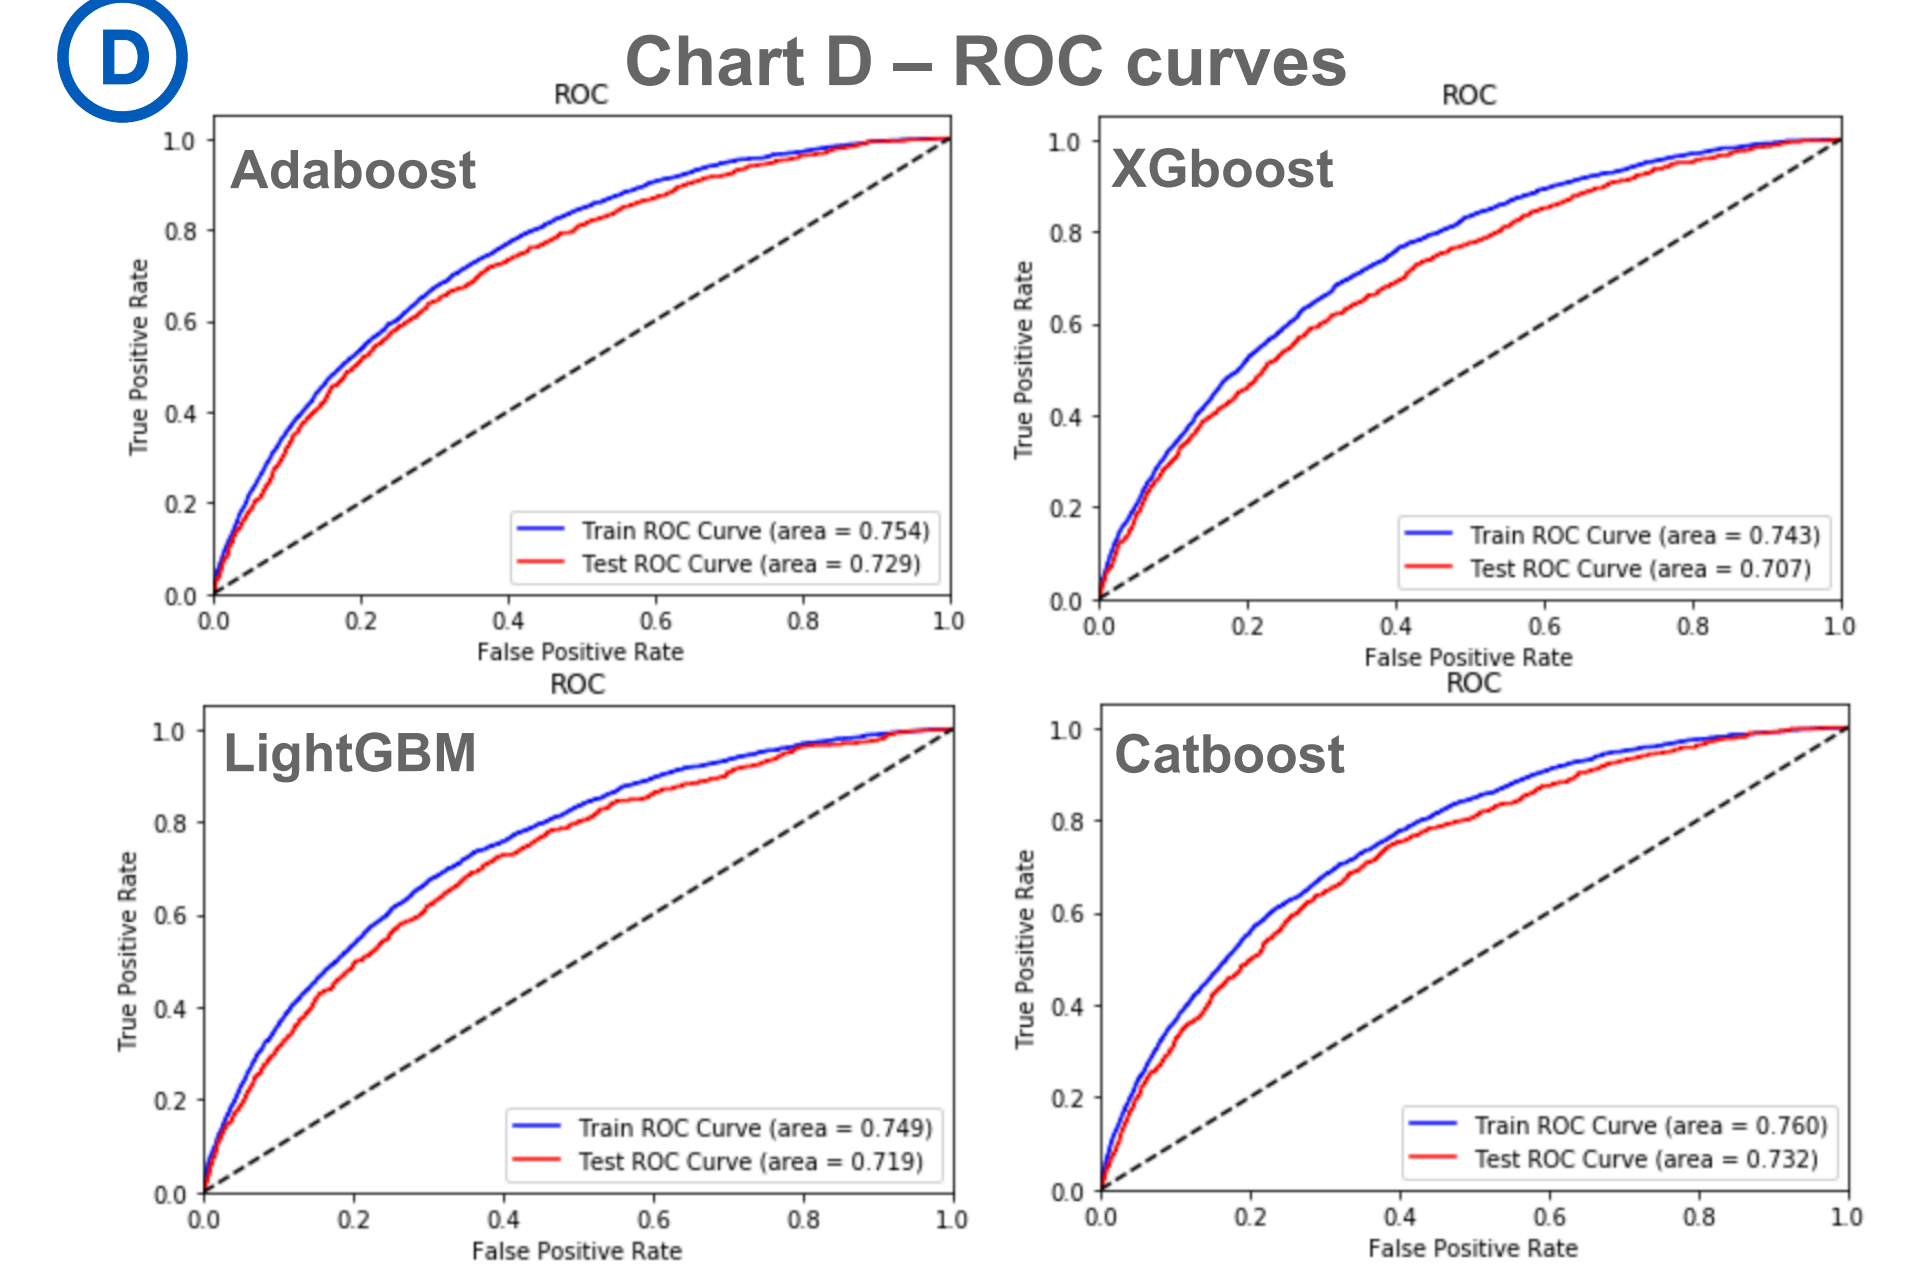 D
Chart D – ROC curves
ROC
Adaboost
True Positive Rate
1.0
0.8
0.6
0.4
0.2
0.0
Train ROC Curve (area = 0.754)
Test ROC Curve (area = 0.729)
0.0 0.2 0.4 0.6 0.8 1.0
False Positive Rate
ROC
XGboost
True Positive Rate
1.0
0.8
0.6
0.4
0.2
0.0
Train ROC Curve (area = 0.743)
Test ROC Curve (area = 0.707)
0.0 0.2 0.4 0.6 0.8 1.0
False Positive Rate
ROC
LightGBM
True Positive Rate
1.0
0.8
0.6
0.4
0.2
0.0
Train ROC Curve (area = 0.749)
Test ROC Curve (area = 0.719)
0.0 0.2 0.4 0.6 0.8 1.0
False Positive Rate
ROC
Catboost
True Positive Rate
1.0
0.8
0.6
0.4
0.2
0.0
Train ROC Curve (area = 0.760)
Test ROC Curve (area = 0.732)
0.0 0.2 0.4 0.6 0.8 1.0
False Positive Rate